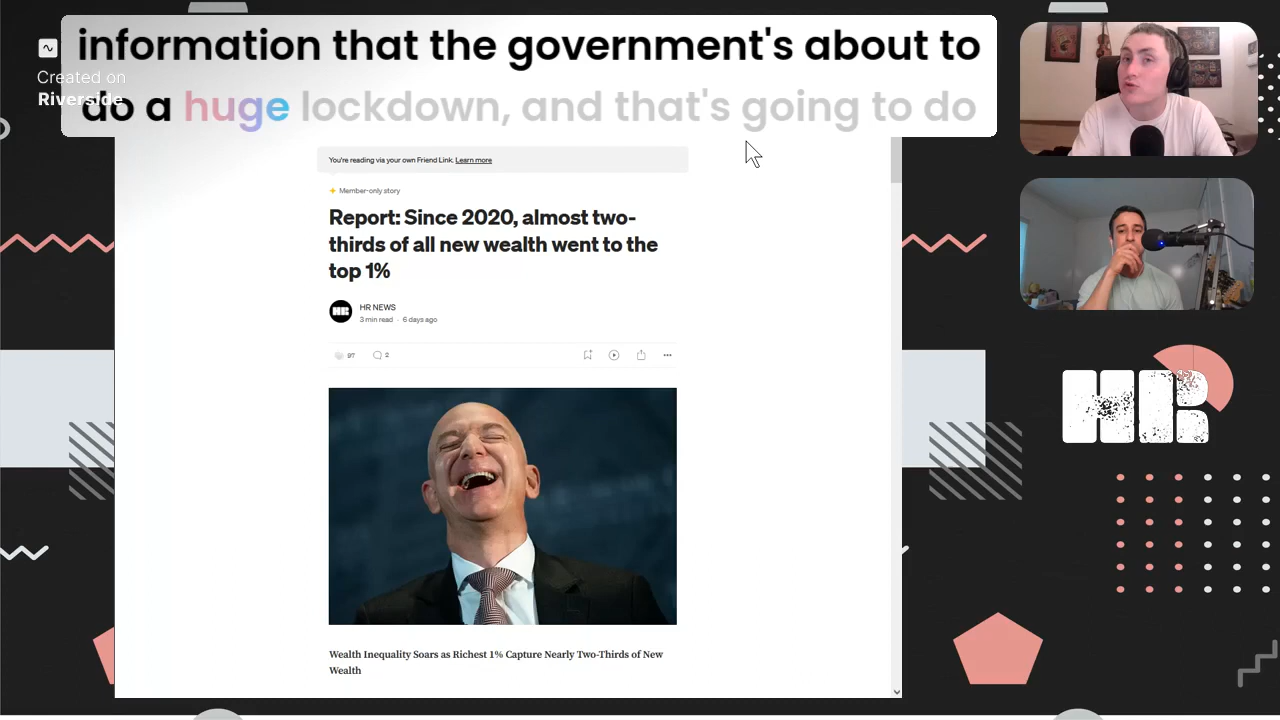 information that the government's about to
do a huge lockdown, and that's going to do
Created on
Riverside
You're reading via your own Friend Link. Learn more
Member-only story
Report: Since 2020, almost two-
thirds of all new wealth went to the
top 1%
HR
HR NEWS
3 min read · 6 days ago
97
2
HR
Wealth Inequality Soars as Richest 1% Capture Nearly Two-Thirds of New
Wealth